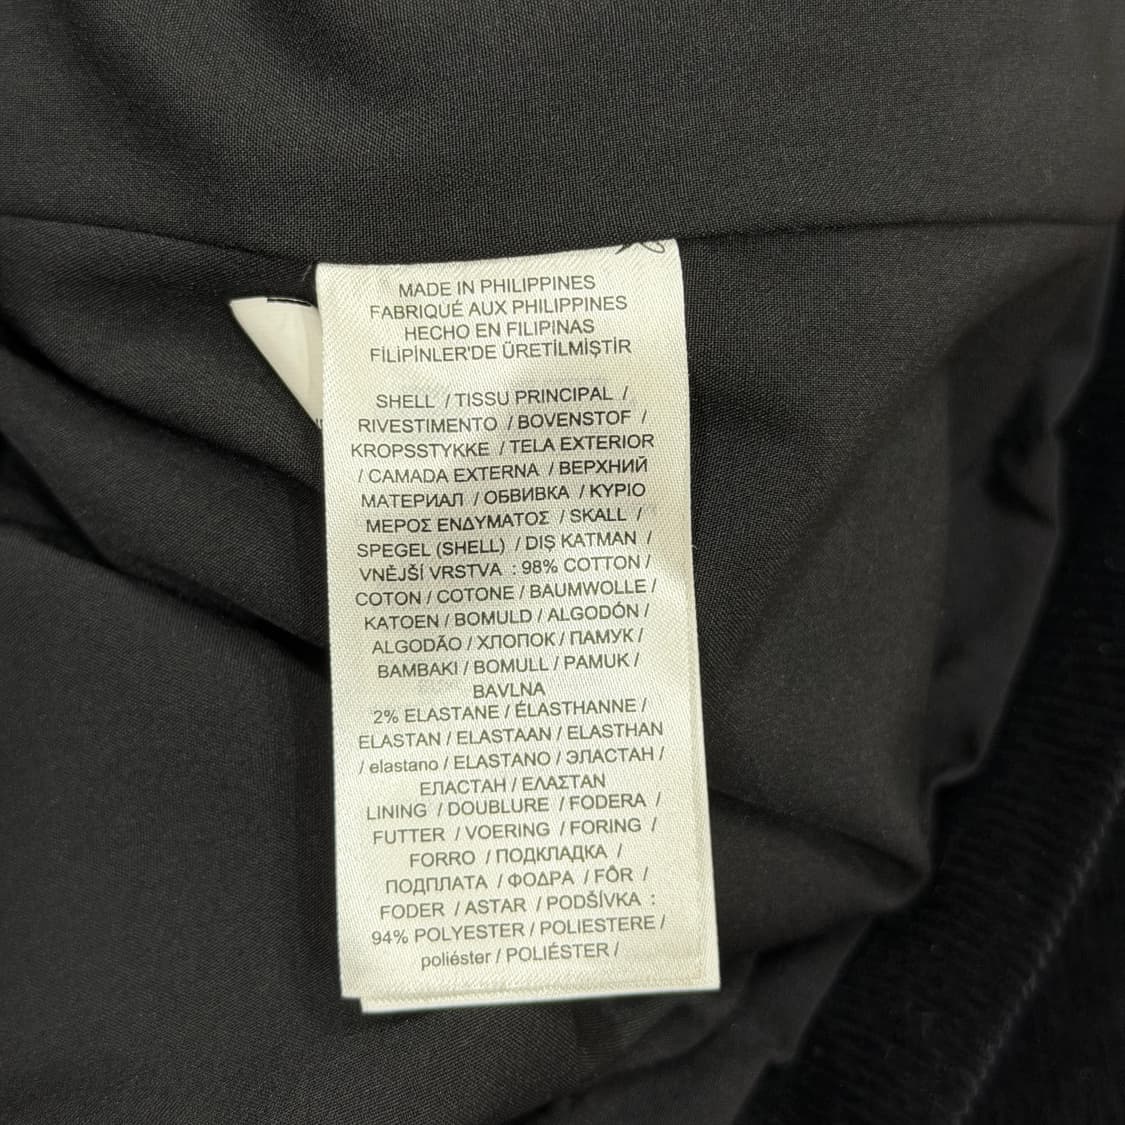 MADE IN PHILIPPINES
FABRIQUÉ AUX PHILIPPINES
HECHO EN FILIPINAS
FİLİPİNLER'DE ÜRETİLMİŞTİR
SHELL / TISSU PRINCIPAL /
RIVESTIMENTO / BOVENSTOF /
KROPSSTYKKE / TELA EXTERIOR
/ CAMADA EXTERNA / ВЕРХНИЙ
МАТЕРИАЛ / ОБВИВКА / ΚΥΡΙΟ
ΜΕΡΟΣ ΕΝΔΥΜΑΤΟΣ / SKALL /
SPEGEL (SHELL) / DIŞ KATMAN /
VNĚJŠÍ VRSTVA : 98% COTTON /
COTON / COTONE / BAUMWOLLE /
KATOEN / BOMULD / ALGODÓN /
ALGODÃO / ХЛОПОК / ПАМУК /
BAMBAKI / BOMULL / PAMUK /
BAVLNA
2% ELASTANE / ÉLASTHANNE /
ELASTAN / ELASTAAN / ELASTHAN
/ elastano / ELASTANO / ЭЛАСТАН /
ЕЛАСТАН / ΕΛΑΣΤΑΝ
LINING / DOUBLURE / FODERA /
FUTTER / VOERING / FORING /
FORRO / ПОДКЛАДКА /
ПОДПЛАТА / ΦΟΔΡΑ / FÔR /
FODER / ASTAR / PODŠÍVKA :
94% POLYESTER / POLIESTERE /
poliéster / POLIÉSTER /